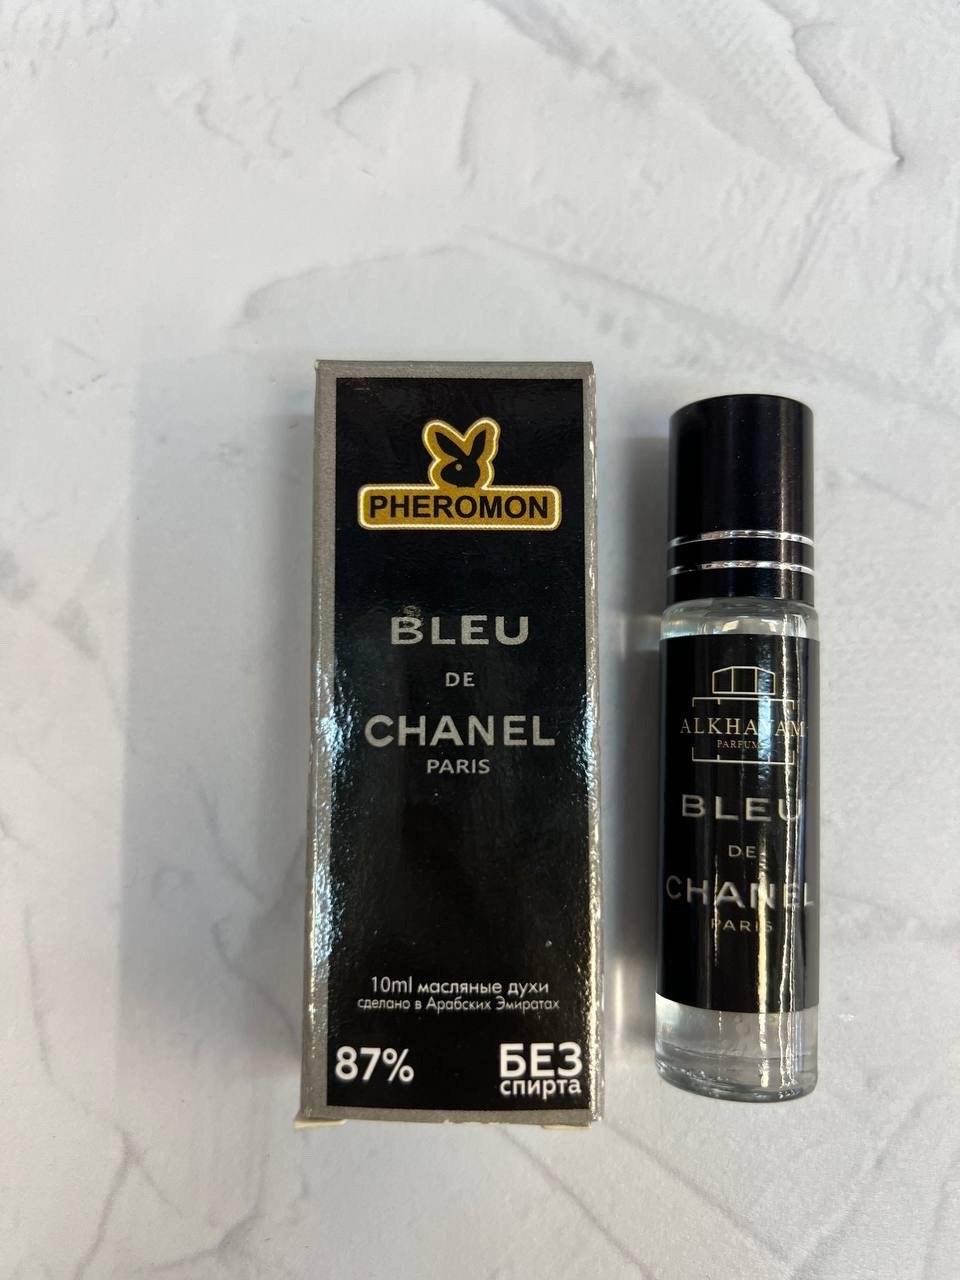 PHEROMON
BLEU
DE
CHANEL
PARIS
10ml масляные духи
сделано в Арабских Эмиратах
87%
БЕЗ
спирта
ALKHAYAM
PARFUM
BLEU
DE
CHANEL
PARIS